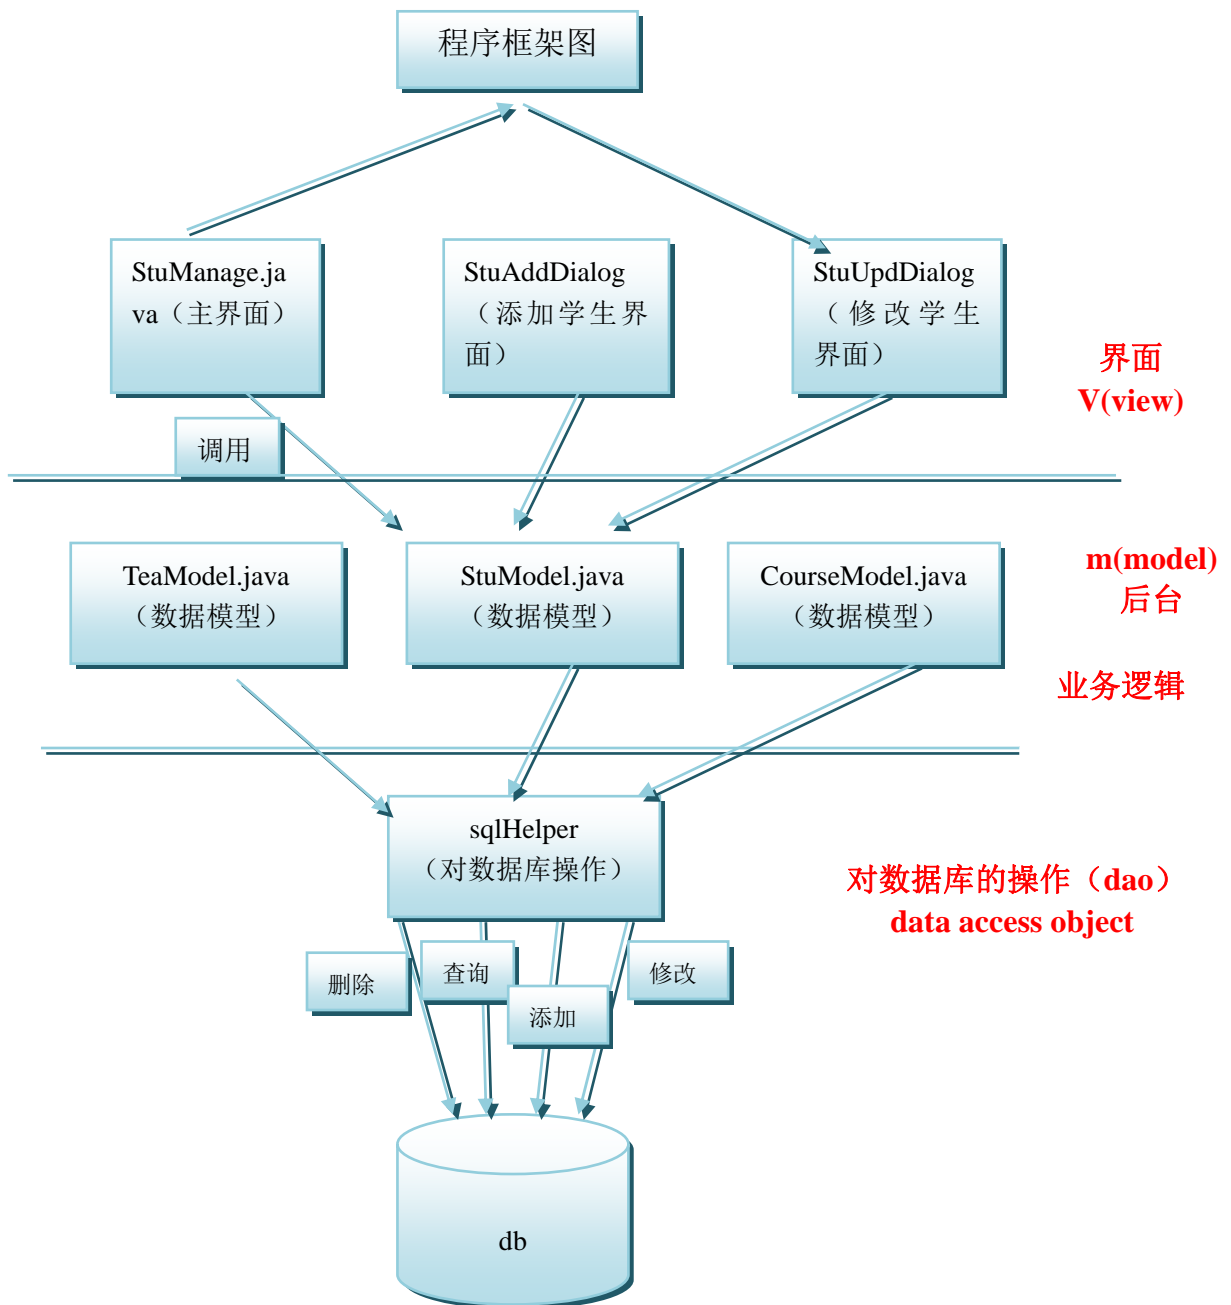 程序框架图
StuManage.ja
va（主界面）
StuAddDialog
（添加学生界
面）
StuUpdDialog
（修改学生
界面）
界面
V(view)
调用
TeaModel.java
（数据模型）
StuModel.java
（数据模型）
CourseModel.java
（数据模型）
m(model)
后台
业务逻辑
sqlHelper
（对数据库操作）
对数据库的操作（dao）
data access object
删除
查询
添加
修改
db